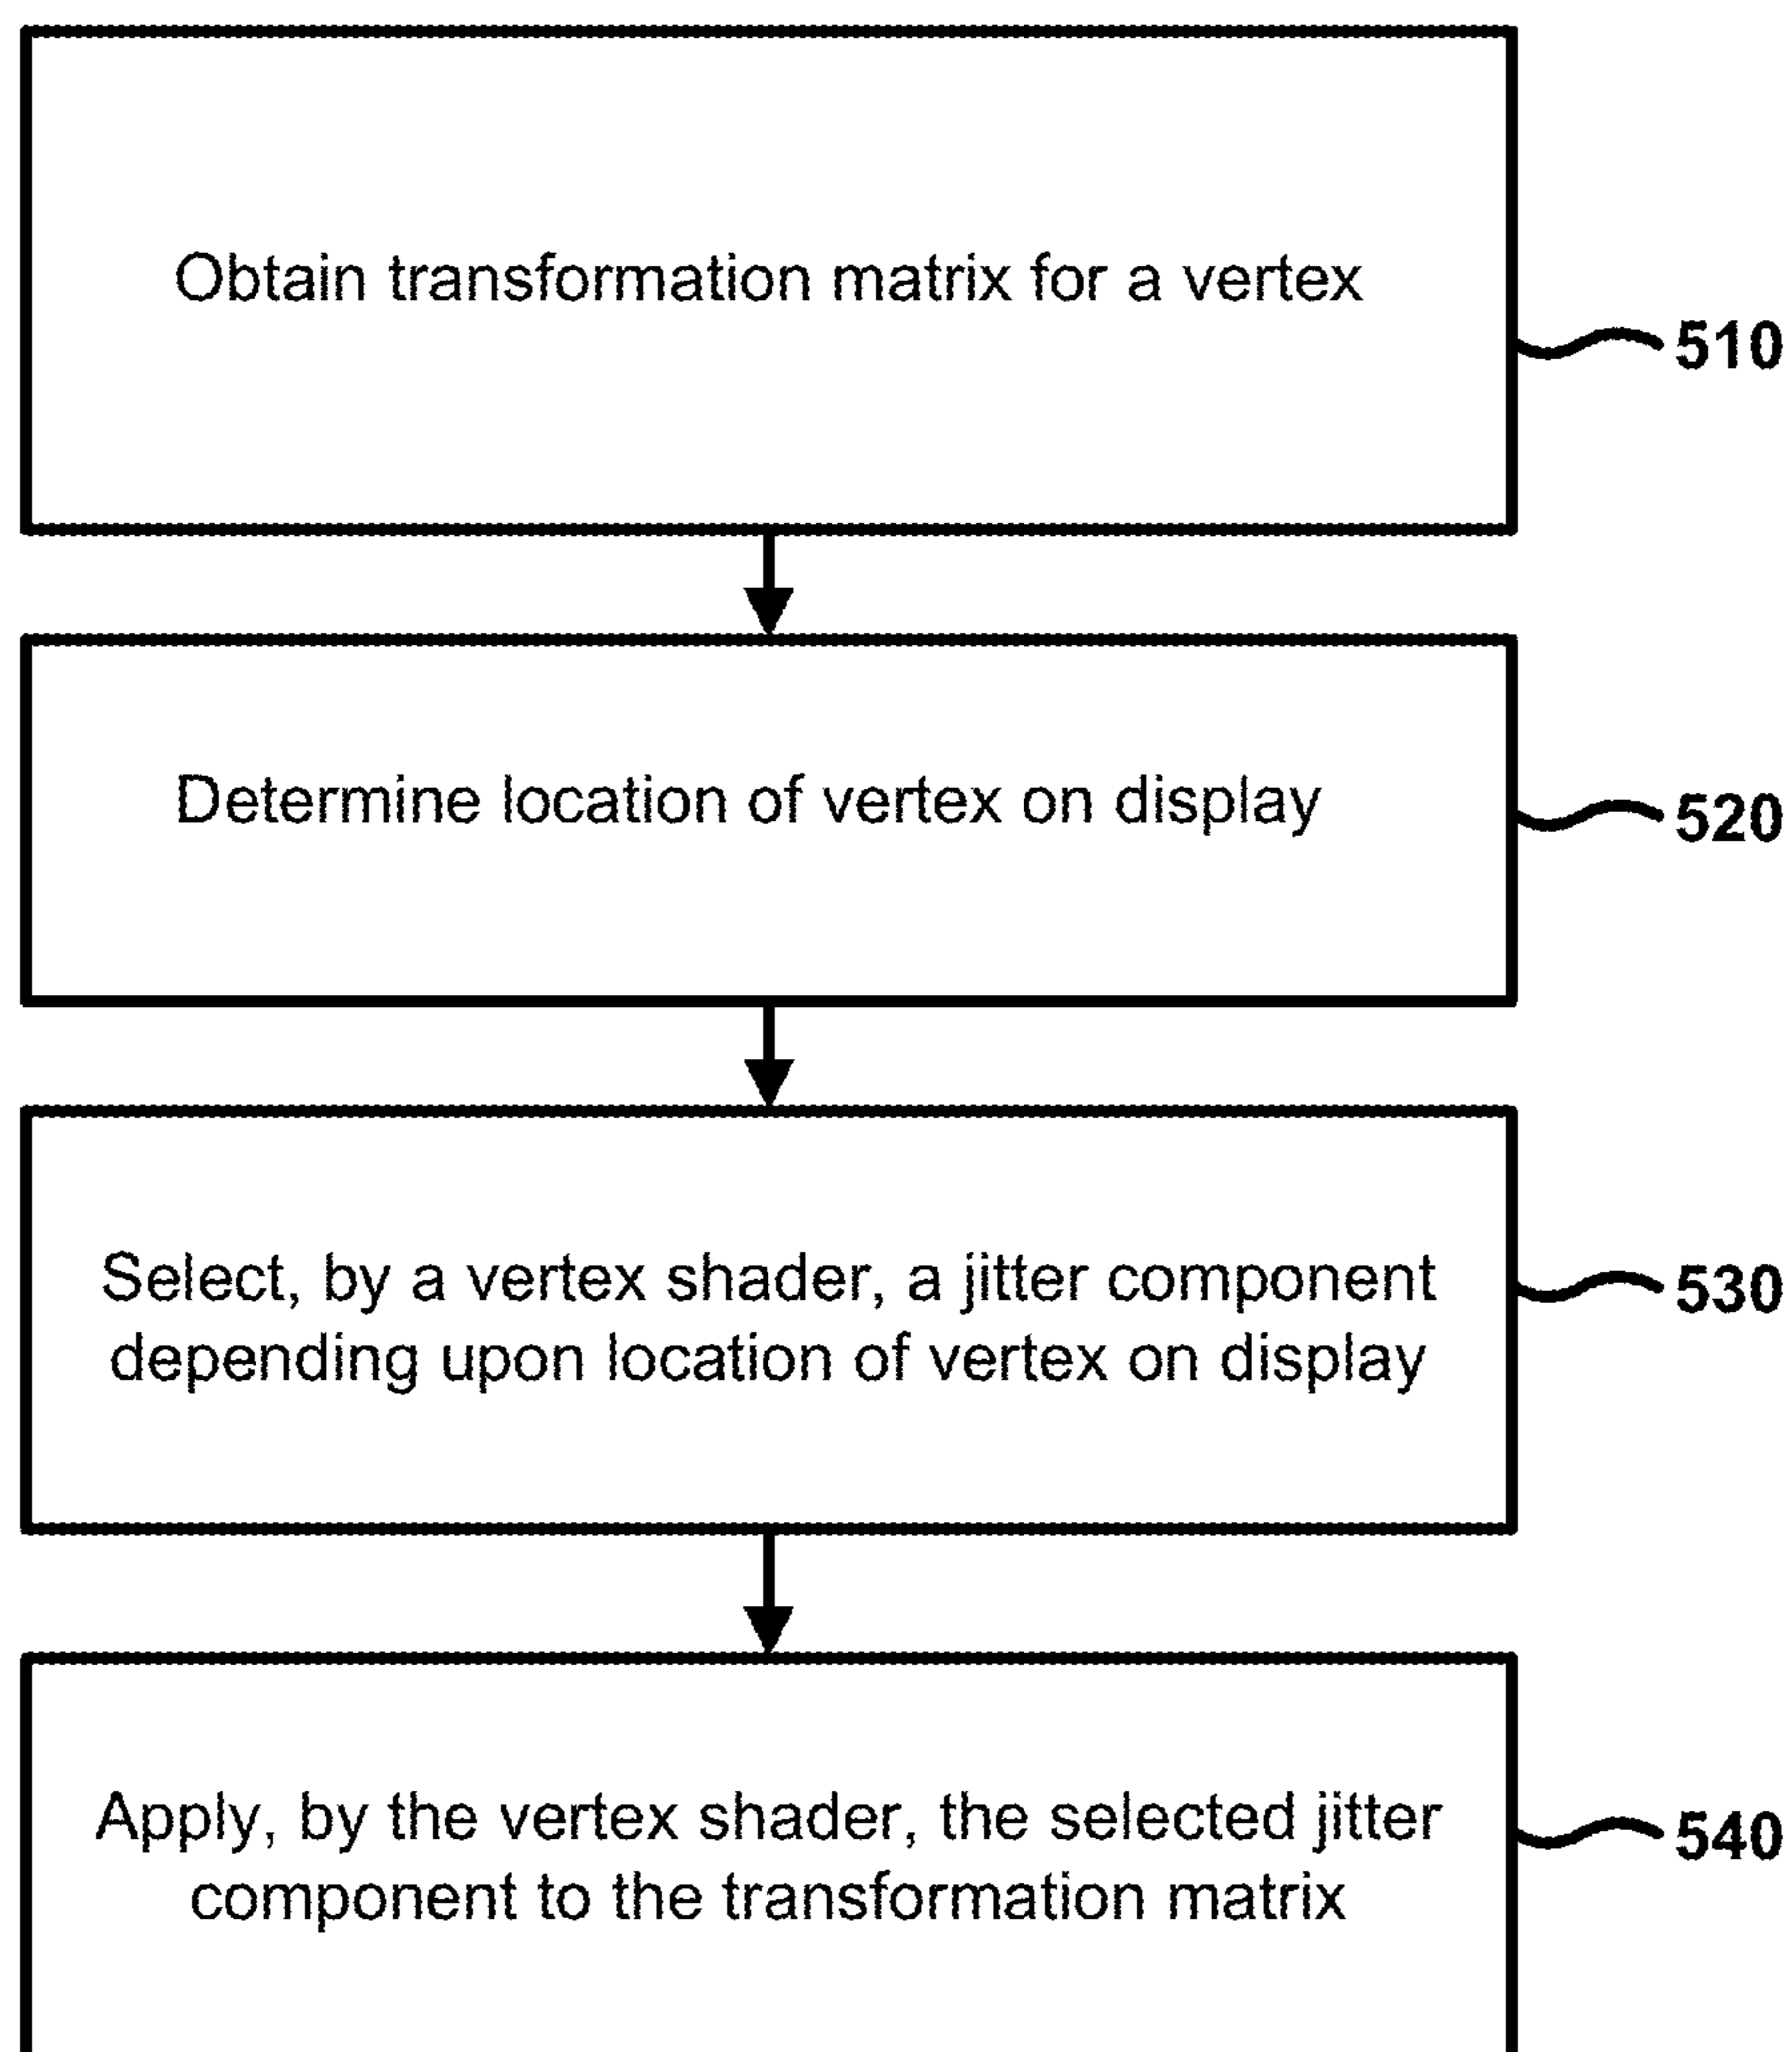 Obtain transformation matrix for a vertex
510
Determine location of vertex on display
520
Select, by a vertex shader, a jitter component
depending upon location of vertex on display
530
Apply, by the vertex shader, the selected jitter
component to the transformation matrix
540